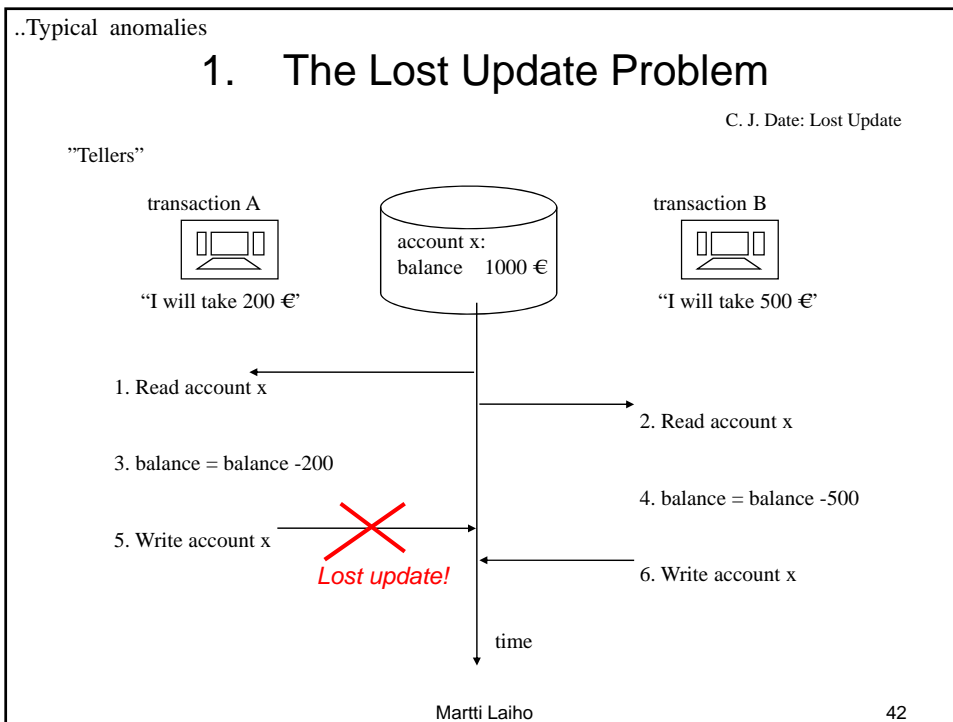 ..Typical anomalies
1. The Lost Update Problem
C. J. Date: Lost Update
”Tellers”
transaction A
transaction B
account x:
balance 1000 €
“I will take 200 €”
“I will take 500 €”
1. Read account x
2. Read account x
3. balance = balance -200
4. balance = balance -500
5. Write account x
Lost update!
6. Write account x
time
Martti Laiho
42